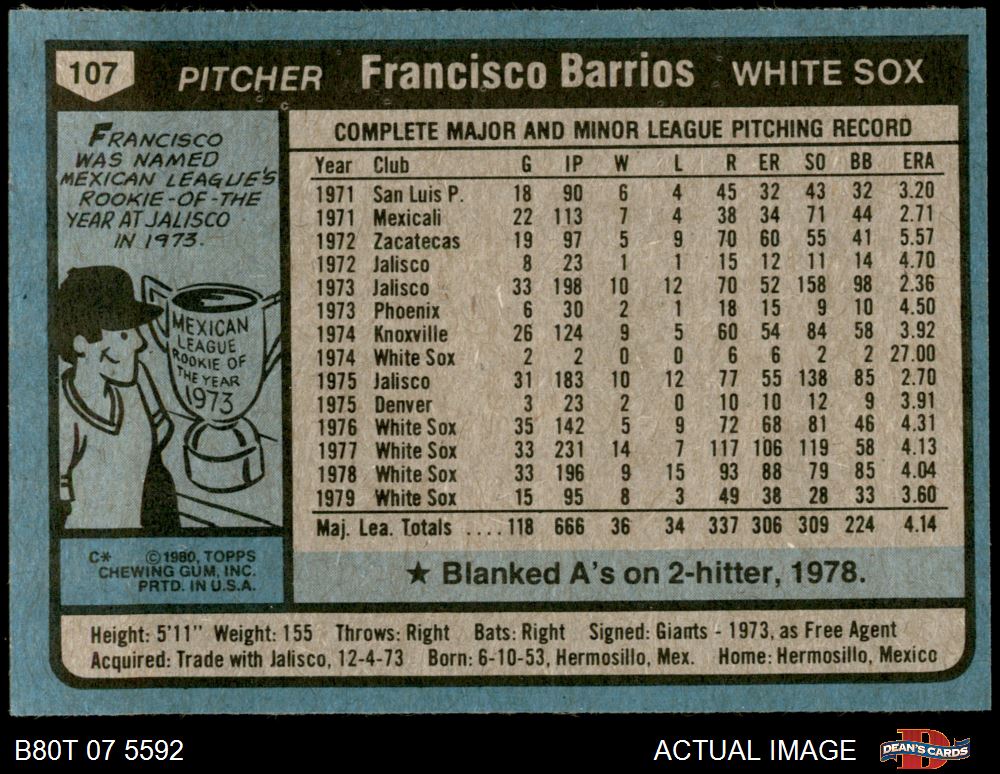 107 PITCHER Francisco Barrios WHITE SOX
FRANCISCO
WAS NAMED
MEXICAN LEAGUE'S
ROOKIE-OF-THE
YEAR AT JALISCO
IN 1973.
MEXICAN
LEAGUE
ROOKIE OF
THE YEAR
1973
C* ©1980, TOPPS
CHEWING GUM, INC.
PRTD. IN U.S.A.
COMPLETE MAJOR AND MINOR LEAGUE PITCHING RECORD
Year Club G IP W L R ER SO BB ERA
1971 San Luis P. 18 90 6 4 45 32 43 32 3.20
1971 Mexicali 22 113 7 4 38 34 71 44 2.71
1972 Zacatecas 19 97 5 9 70 60 55 41 5.57
1972 Jalisco 8 23 1 1 15 12 11 14 4.70
1973 Jalisco 33 198 10 12 70 52 158 98 2.36
1973 Phoenix 6 30 2 1 18 15 9 10 4.50
1974 Knoxville 26 124 9 5 60 54 84 58 3.92
1974 White Sox 2 2 0 0 6 6 2 2 27.00
1975 Jalisco 31 183 10 12 77 55 138 85 2.70
1975 Denver 3 23 2 0 10 10 12 9 3.91
1976 White Sox 35 142 5 9 72 68 81 46 4.31
1977 White Sox 33 231 14 7 117 106 119 58 4.13
1978 White Sox 33 196 9 15 93 88 79 85 4.04
1979 White Sox 15 95 8 3 49 38 28 33 3.60
Maj. Lea. Totals ....118 666 36 34 337 306 309 224 4.14
★ Blanked A's on 2-hitter, 1978.
Height: 5'11" Weight: 155 Throws: Right Bats: Right Signed: Giants - 1973, as Free Agent
Acquired: Trade with Jalisco, 12-4-73 Born: 6-10-53, Hermosillo, Mex. Home: Hermosillo, Mexico
B80T 07 5592 ACTUAL IMAGE DEAN'S CARDS